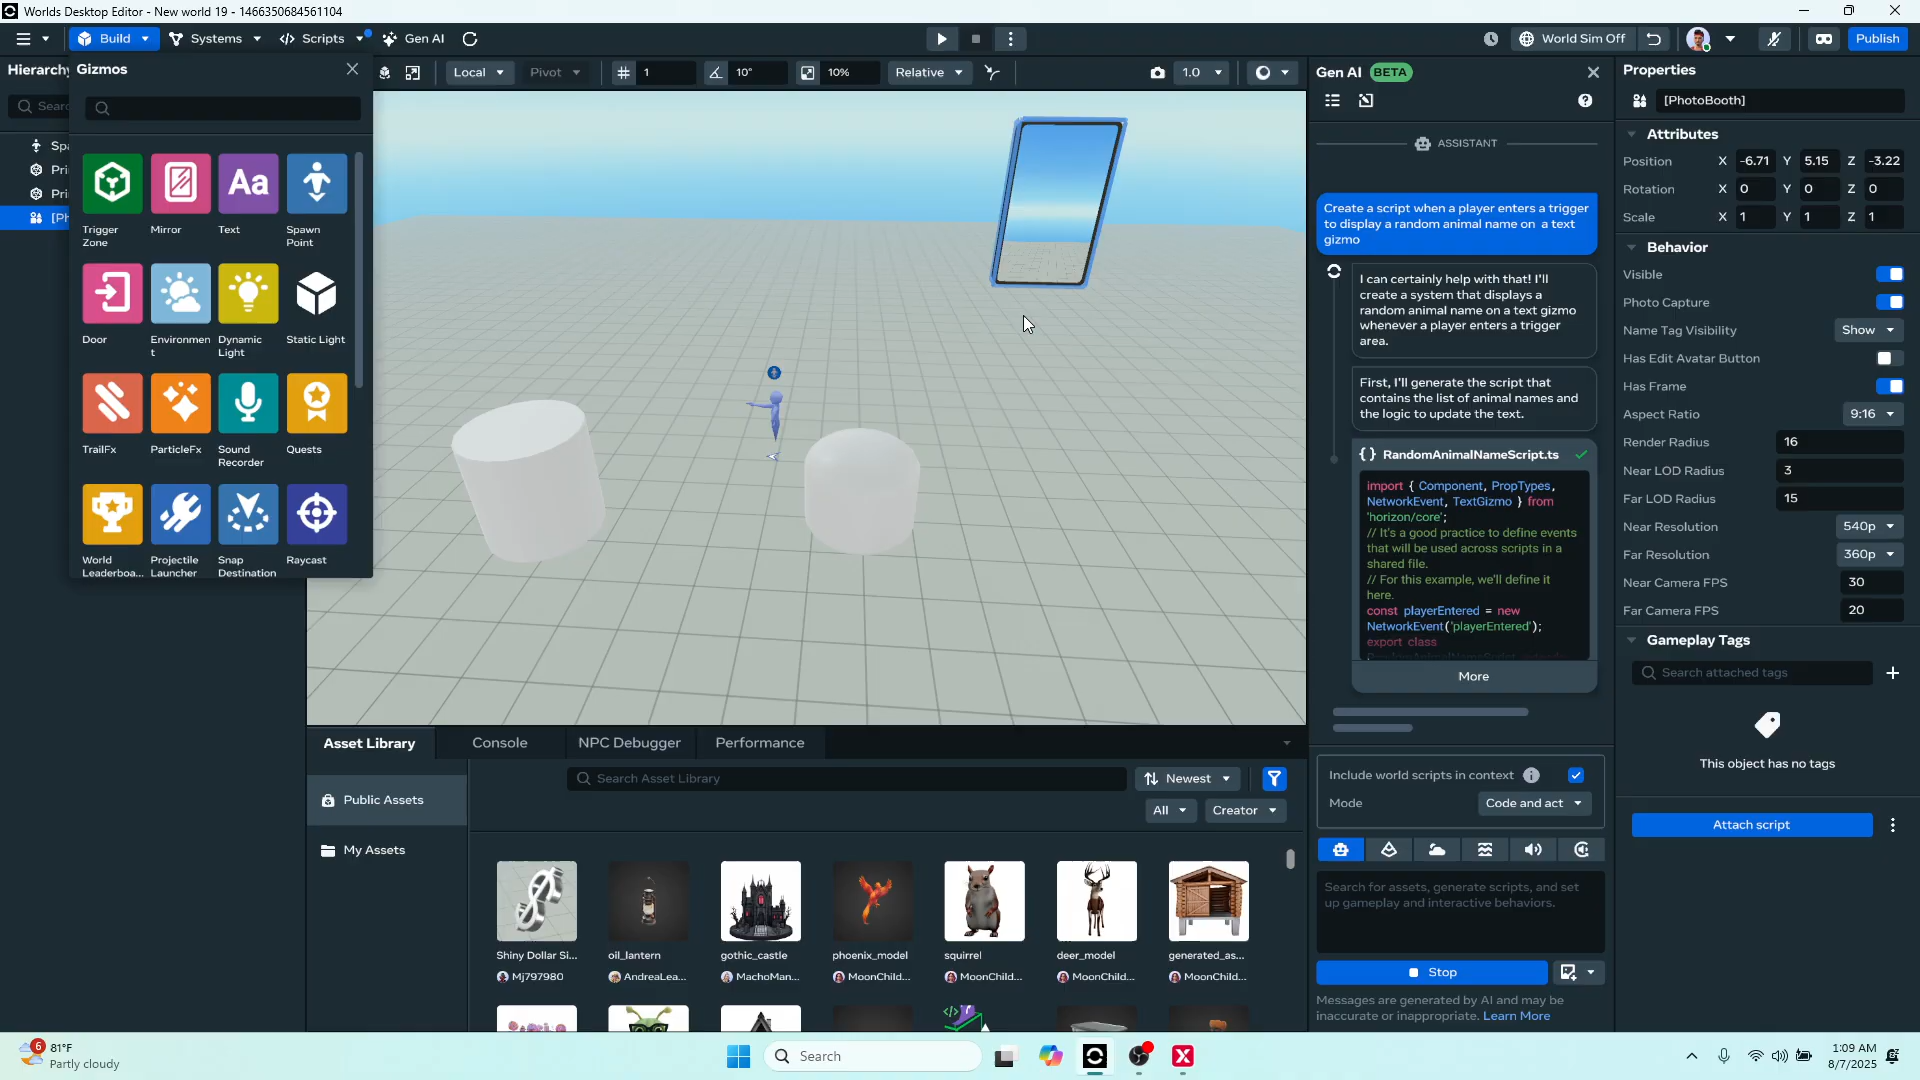 Worlds Desktop Editor - New world 19 - 1466350684561104
Build
Systems
Scripts
Gen AI
World Sim Off
Publish
Hierarchy
Gizmos
Local
Pivot
1
10°
10%
Relative
1.0
Gen AI BETA
Properties
[PhotoBooth]
Trigger Zone
Mirror
Aa
Text
Spawn Point
Door
Environment
Dynamic Light
Static Light
TrailFx
ParticleFx
Sound Recorder
Quests
World Leaderboa...
Projectile Launcher
Snap Destination
Raycast
ASSISTANT
Create a script when a player enters a trigger
to display a random animal name on a text
gizmo
I can certainly help with that! I'll
create a system that displays a
random animal name on a text gizmo
whenever a player enters a trigger
area.
First, I'll generate the script that
contains the list of animal names and
the logic to update the text.
{ } RandomAnimalNameScript.ts
import { Component, PropTypes,
NetworkEvent, TextGizmo } from
'horizon/core';
// It's a good practice to define events
that will be used across scripts in a
shared file.
// For this example, we'll define it
here.
const playerEntered = new
NetworkEvent('playerEntered');
export class
More
Include world scripts in context
Mode
Code and act
Search for assets, generate scripts, and set
up gameplay and interactive behaviors.
Stop
Messages are generated by AI and may be
inaccurate or inappropriate. Learn More
Attributes
Position X -6.71 Y 5.15 Z -3.22
Rotation X 0 Y 0 Z 0
Scale X 1 Y 1 Z 1
Behavior
Visible
Photo Capture
Name Tag Visibility Show
Has Edit Avatar Button
Has Frame
Aspect Ratio 9:16
Render Radius 16
Near LOD Radius 3
Far LOD Radius 15
Near Resolution 540p
Far Resolution 360p
Near Camera FPS 30
Far Camera FPS 20
Gameplay Tags
Search attached tags
This object has no tags
Attach script
Asset Library
Console
NPC Debugger
Performance
Public Assets
My Assets
Search Asset Library
Newest
All
Creator
Shiny Dollar Si...
Mj797980
oil_lantern
AndreaLea...
gothic_castle
MachoMan...
phoenix_model
MoonChild...
squirrel
MoonChild...
deer_model
MoonChild...
generated_as...
MoonChild...
6
81°F
Partly cloudy
Search
1:09 AM
8/7/2025